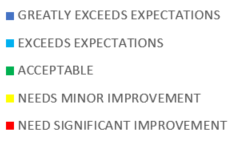 GREATLY EXCEEDS EXPECTATIONS
EXCEEDS EXPECTATIONS
ACCEPTABLE
NEEDS MINOR IMPROVEMENT
NEED SIGNIFICANT IMPROVEMENT